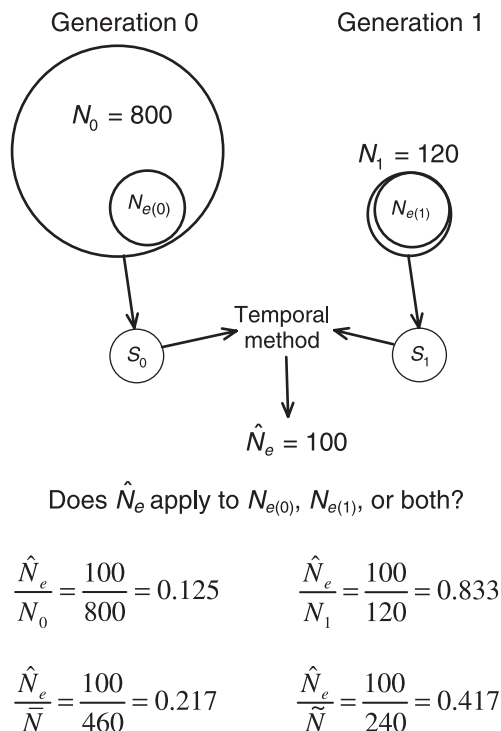 Generation 0
Generation 1
N₀ = 800
N₁ = 120
Nₑ₍₀₎
Nₑ₍₁₎
S₀
Temporal
method
S₁
N̂ₑ = 100
Does N̂ₑ apply to Nₑ₍₀₎, Nₑ₍₁₎, or both?
N̂ₑ/N₀ = 100/800 = 0.125
N̂ₑ/N₁ = 100/120 = 0.833
N̂ₑ/N̄ = 100/460 = 0.217
N̂ₑ/Ñ = 100/240 = 0.417